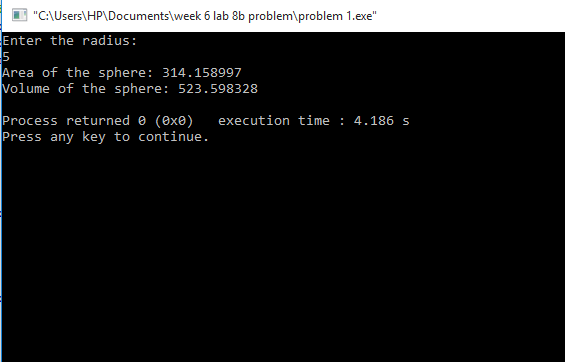 "C:\Users\HP\Documents\week 6 lab 8b problem\problem 1.exe"
Enter the radius:
5
Area of the sphere: 314.158997
Volume of the sphere: 523.598328
Process returned 0 (0x0)   execution time : 4.186 s
Press any key to continue.